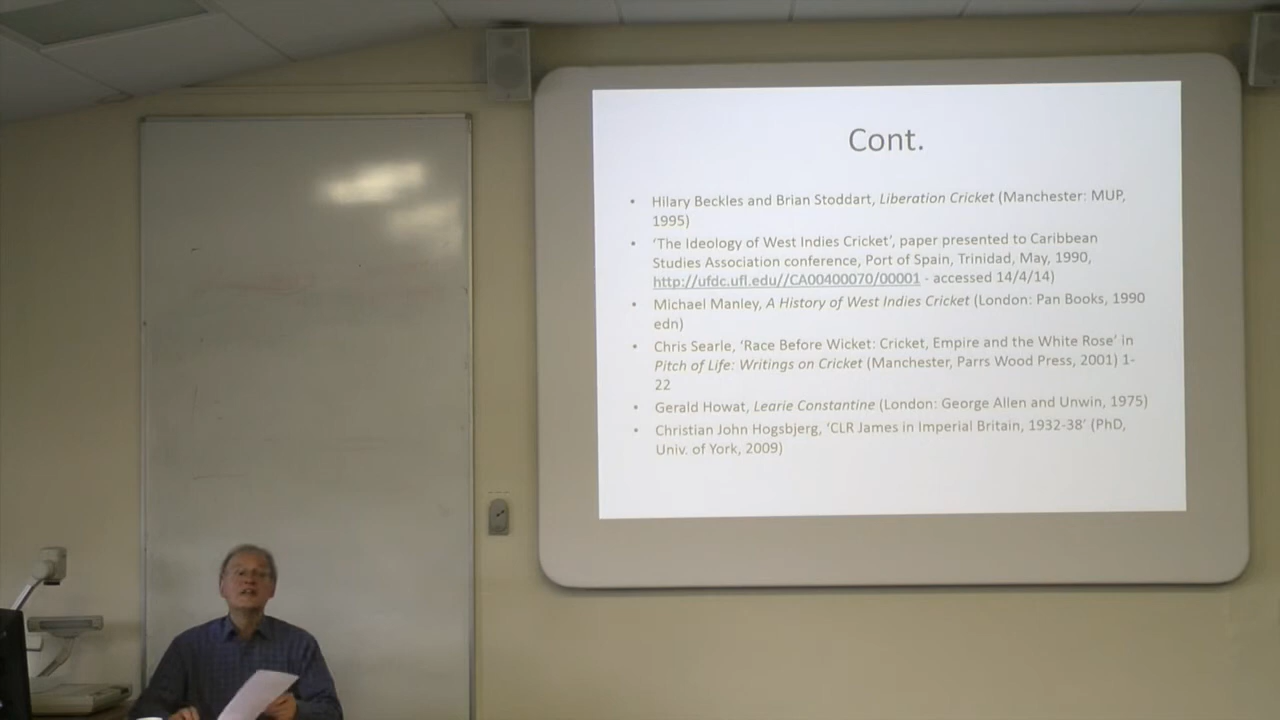 Cont.
• Hilary Beckles and Brian Stoddart, Liberation Cricket (Manchester: MUP,
1995)
• ‘The Ideology of West Indies Cricket’, paper presented to Caribbean
Studies Association conference, Port of Spain, Trinidad, May, 1990,
http://ufdc.ufl.edu//CA00400070/00001 - accessed 14/4/14)
• Michael Manley, A History of West Indies Cricket (London: Pan Books, 1990
edn)
• Chris Searle, ‘Race Before Wicket: Cricket, Empire and the White Rose’ in
Pitch of Life: Writings on Cricket (Manchester, Parrs Wood Press, 2001) 1-
22
• Gerald Howat, Learie Constantine (London: George Allen and Unwin, 1975)
• Christian John Hogsbjerg, ‘CLR James in Imperial Britain, 1932-38’ (PhD,
Univ. of York, 2009)